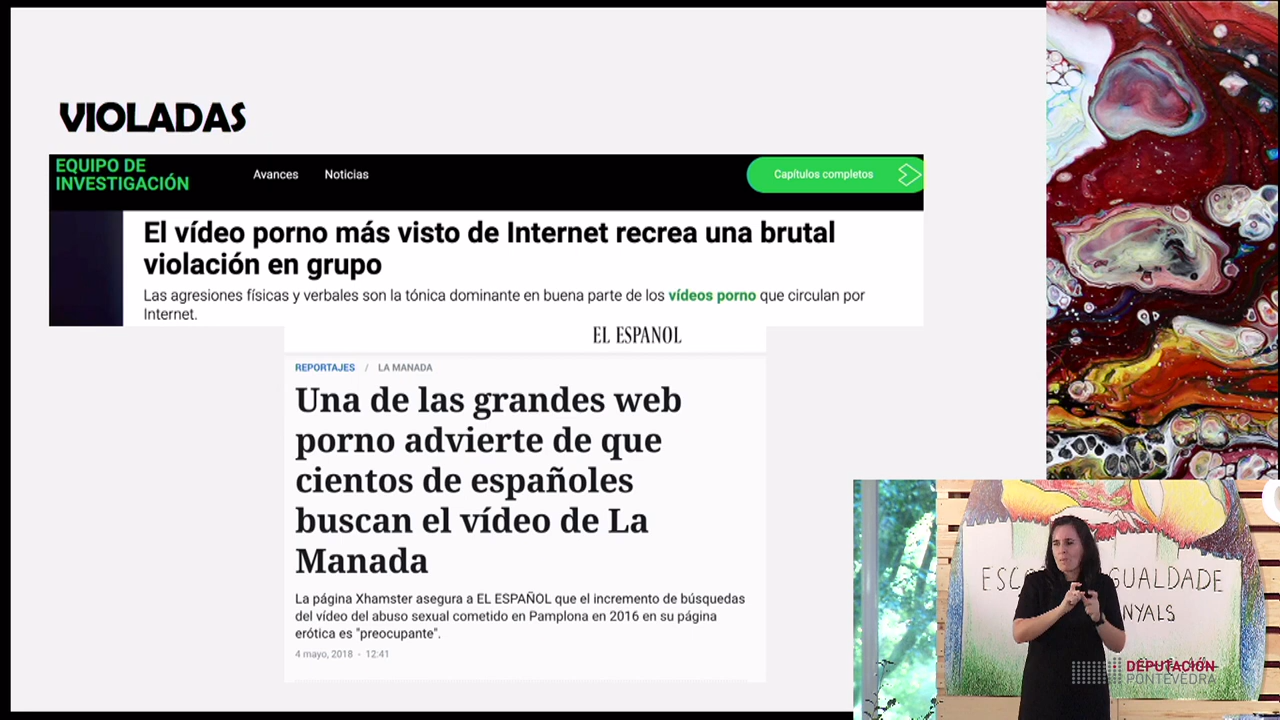 VIOLADAS
EQUIPO DE
INVESTIGACIÓN
Avances
Noticias
Capítulos completos
El vídeo porno más visto de Internet recrea una brutal
violación en grupo
Las agresiones físicas y verbales son la tónica dominante en buena parte de los vídeos porno que circulan por
Internet.
EL ESPAÑOL
REPORTAJES / LA MANADA
Una de las grandes web
porno advierte de que
cientos de españoles
buscan el vídeo de La
Manada
La página Xhamster asegura a EL ESPAÑOL que el incremento de búsquedas
del vídeo del abuso sexual cometido en Pamplona en 2016 en su página
erótica es "preocupante".
4 mayo, 2018 - 12:41
DEPUTACIÓN
PONTEVEDRA